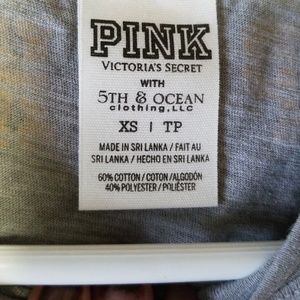 PINK
VICTORIA'S SECRET
WITH
5TH & OCEAN
clothing, LLC
XS | TP
MADE IN SRI LANKA / FAIT AU
SRI LANKA / HECHO EN SRI LANKA
60% COTTON / COTON / ALGODÓN
40% POLYESTER / POLIÉSTER